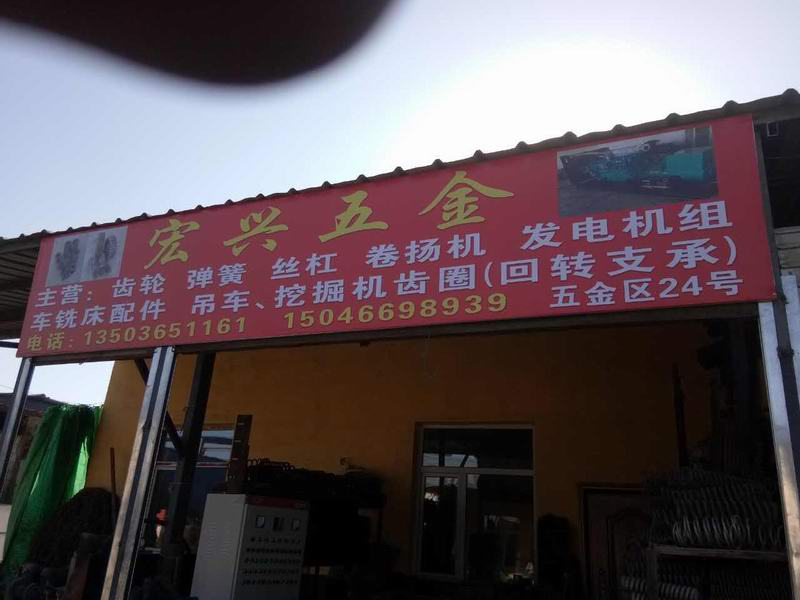 宏兴五金
主营：齿轮 弹簧 丝杠 卷扬机 发电机组
车铣床配件 吊车、挖掘机齿圈(回转支承)
电话：13503651161 15046698939 五金区24号